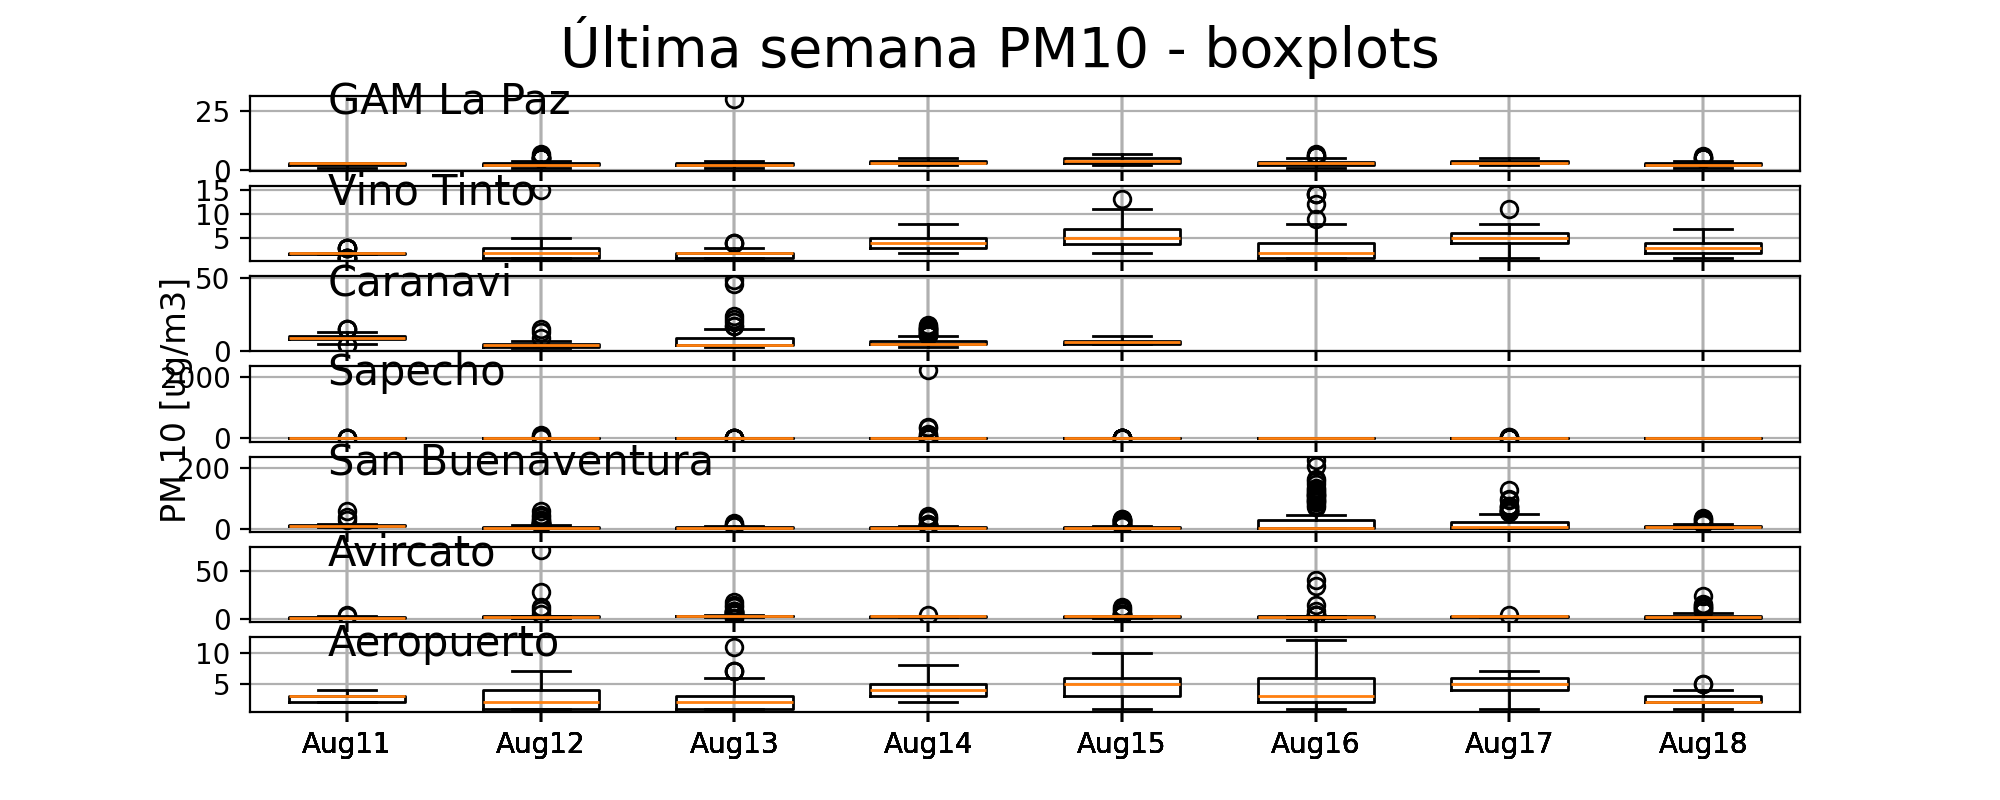 Última semana PM10 - boxplots
GAM La Paz
25
0
Vino Tinto
15
10
5
Caranavi
50
0
PM 10 [ug/m3]
Sapecho
2000
0
San Buenaventura
200
0
Avircato
50
0
Aeropuerto
10
5
Aug11 Aug12 Aug13 Aug14 Aug15 Aug16 Aug17 Aug18